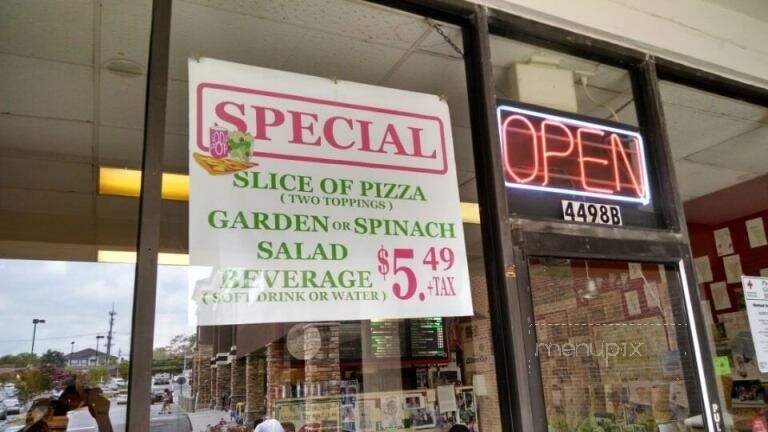 SPECIAL
SLICE OF PIZZA
( TWO TOPPINGS )
GARDEN OR SPINACH
SALAD
BEVERAGE
( SOFT DRINK OR WATER )
$5.49
+TAX
OPEN
4498B
menupix
PULL